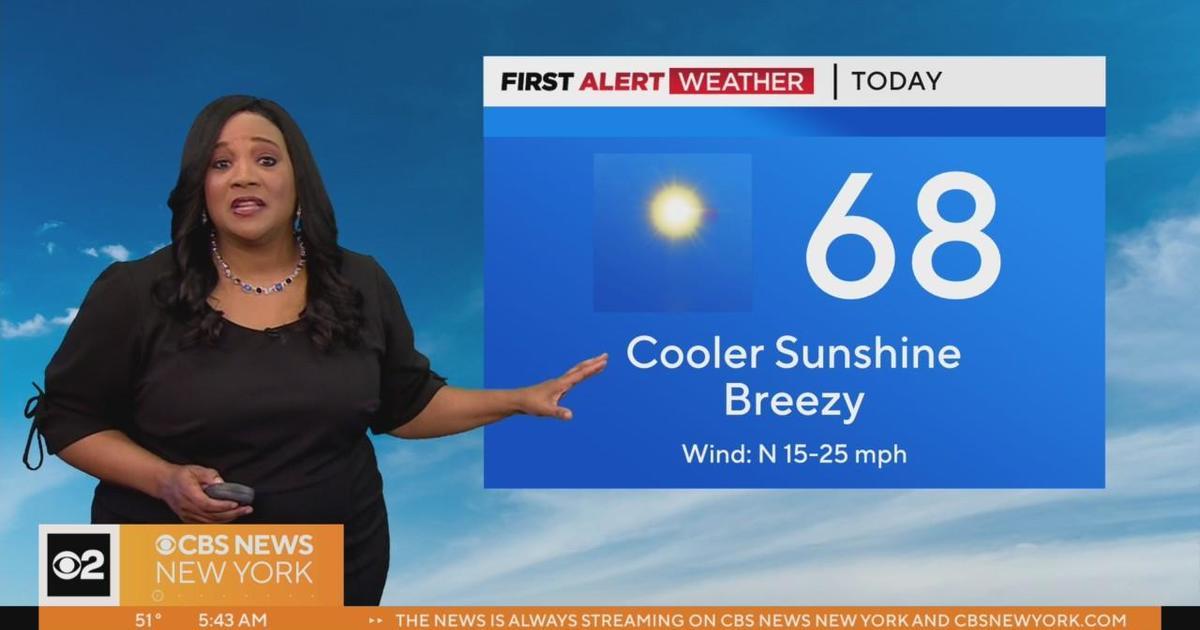 FIRST ALERT WEATHER | TODAY
68
Cooler Sunshine
Breezy
Wind: N 15-25 mph
2
CBS NEWS
NEW YORK
51° 5:43 AM THE NEWS IS ALWAYS STREAMING ON CBS NEWS NEW YORK AND CBSNEWYORK.COM